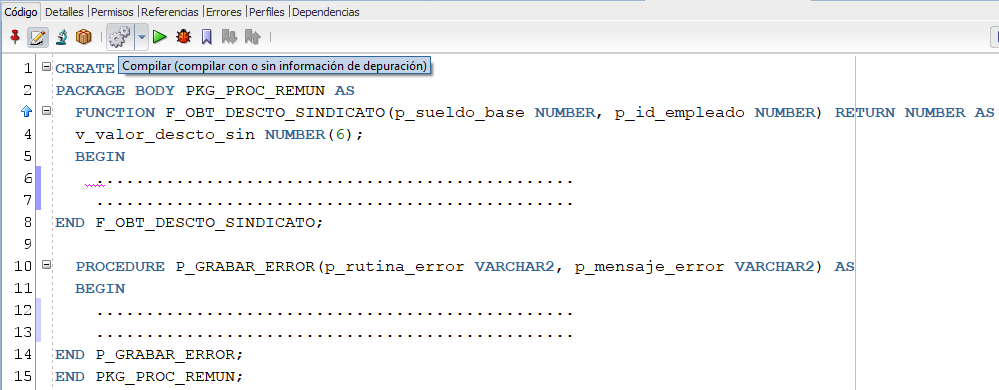 Código Detalles Permisos Referencias Errores Perfiles Dependencias
Compilar (compilar con o sin información de depuración)
1 CREATE
2 PACKAGE BODY PKG_PROC_REMUN AS
FUNCTION F_OBT_DESCTO_SINDICATO(p_sueldo_base NUMBER, p_id_empleado NUMBER) RETURN NUMBER AS
4 v_valor_descto_sin NUMBER(6);
5 BEGIN
6 ................................................
7 ................................................
8 END F_OBT_DESCTO_SINDICATO;
9
10 PROCEDURE P_GRABAR_ERROR(p_rutina_error VARCHAR2, p_mensaje_error VARCHAR2) AS
11 BEGIN
12 ................................................
13 ................................................
14 END P_GRABAR_ERROR;
15 END PKG_PROC_REMUN;